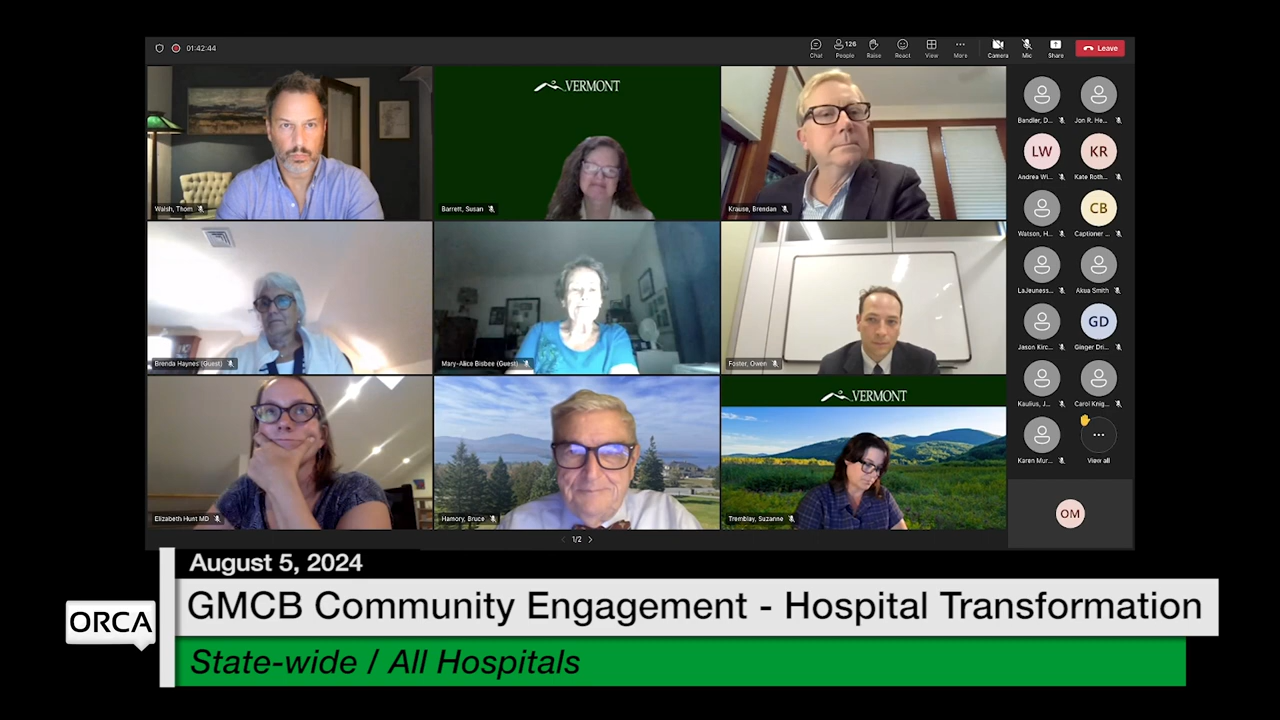 01:42:44
Chat
126
People
Raise
React
View
More
Camera
Mic
Share
Leave
VERMONT
Walsh, Thom
Barrett, Susan
Krause, Brendan
Brenda Haynes (Guest)
Mary-Alice Bisbee (Guest)
Foster, Owen
VERMONT
Elizabeth Hunt MD
Hamory, Bruce
Tremblay, Suzanne
1/2
Bandler, D...
Jon R. He...
LW
KR
Andrea Wi...
Kate Roth...
CB
Watson, H...
Captioner ...
LaJeuness...
Akua Smith
GD
Jason Kirc...
Ginger Dri...
Kaulius, J...
Carol Knig...
Karen Mur...
View all
OM
August 5, 2024
ORCA
GMCB Community Engagement - Hospital Transformation
State-wide / All Hospitals